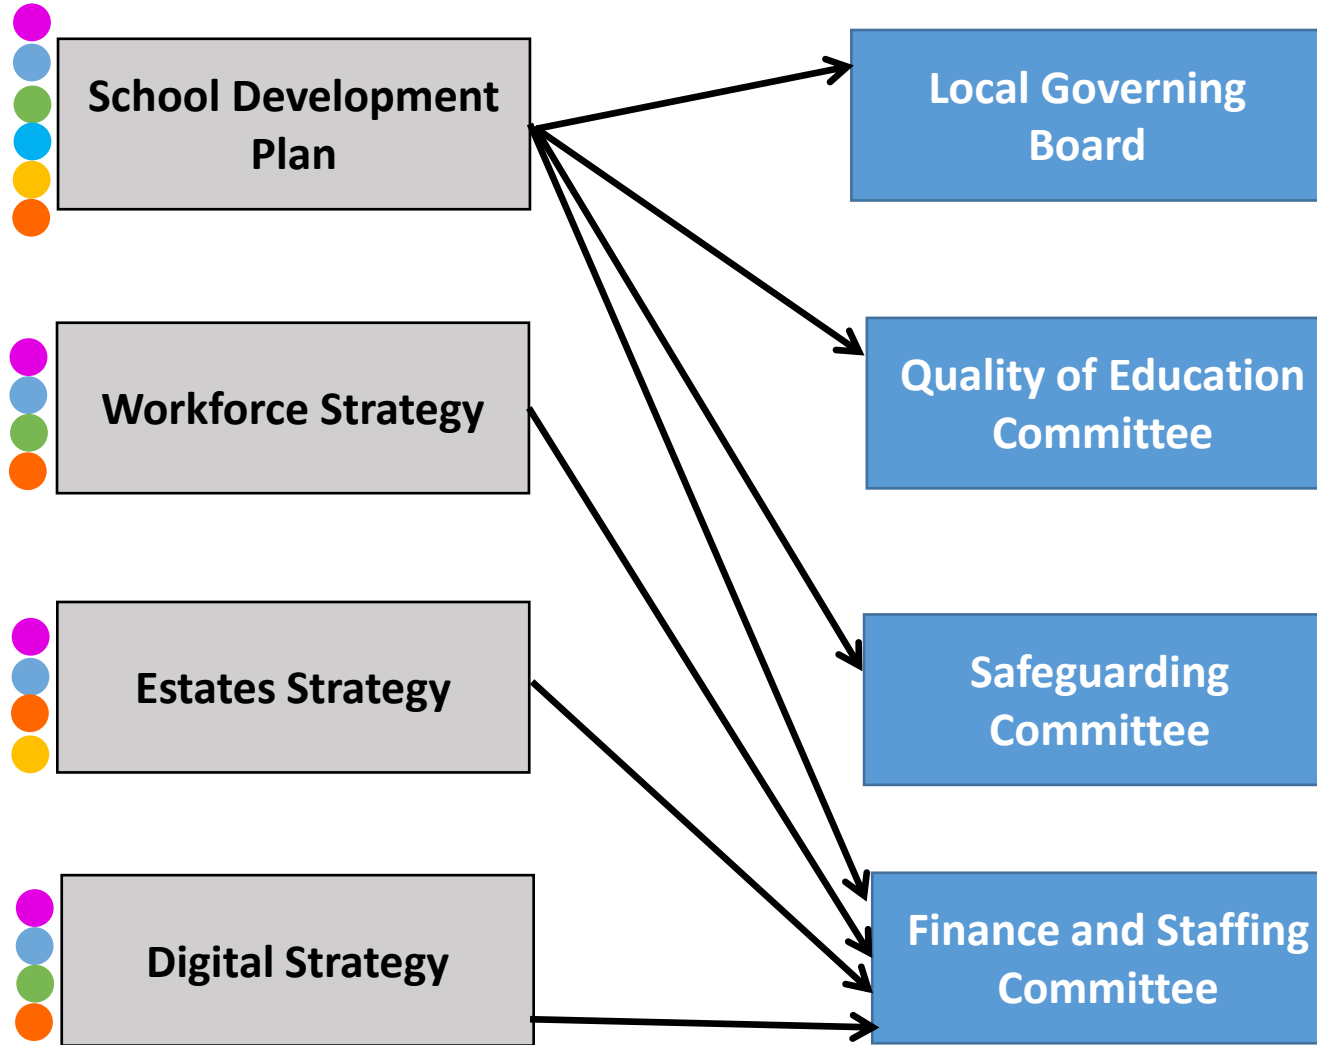 School Development
Plan
Local Governing
Board
Workforce Strategy
Quality of Education
Committee
Estates Strategy
Safeguarding
Committee
Digital Strategy
Finance and Staffing
Committee